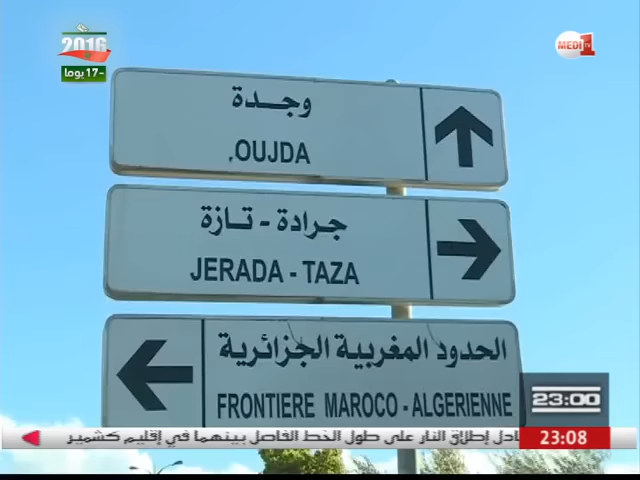 2016
-17 يوما
MEDI1
وجدة
OUJDA
جرادة - تازة
JERADA - TAZA
الحدود المغربية الجزائرية
FRONTIERE MAROCO - ALGERIENNE
23:00
إطلاق النار على طول الخط الفاصل بينهما في إقليم كشمير
23:08